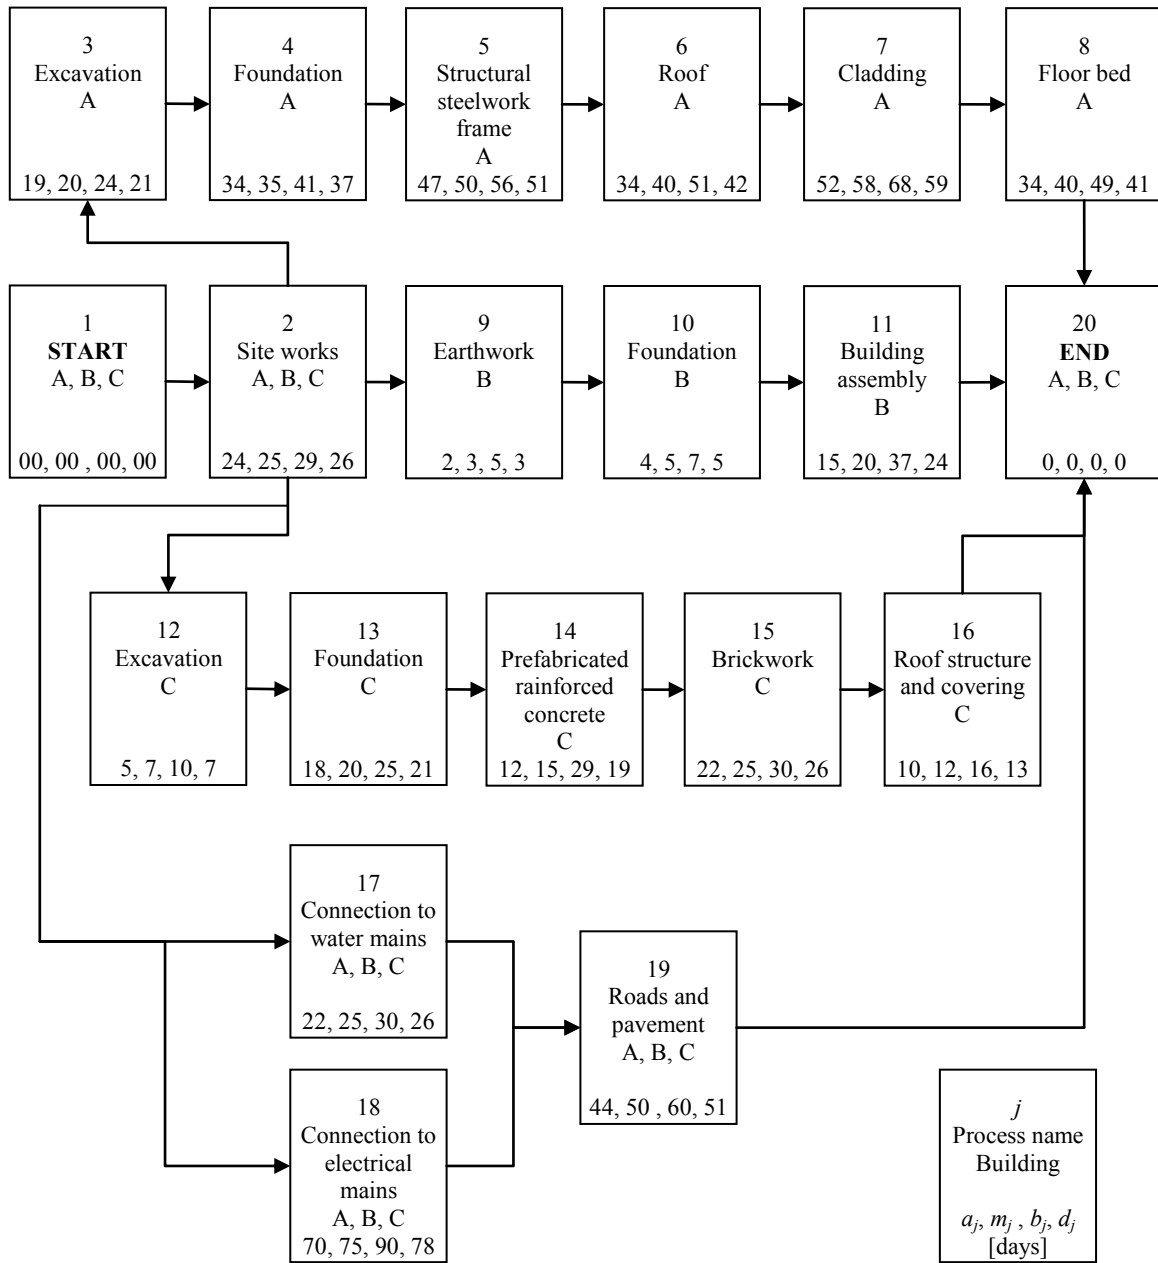 3
Excavation
A
19, 20, 24, 21
4
Foundation
A
34, 35, 41, 37
5
Structural
steelwork
frame
A
47, 50, 56, 51
6
Roof
A
34, 40, 51, 42
7
Cladding
A
52, 58, 68, 59
8
Floor bed
A
34, 40, 49, 41
1
START
A, B, C
00, 00 , 00, 00
2
Site works
A, B, C
24, 25, 29, 26
9
Earthwork
B
2, 3, 5, 3
10
Foundation
B
4, 5, 7, 5
11
Building
assembly
B
15, 20, 37, 24
20
END
A, B, C
0, 0, 0, 0
12
Excavation
C
5, 7, 10, 7
13
Foundation
C
18, 20, 25, 21
14
Prefabricated
rainforced
concrete
C
12, 15, 29, 19
15
Brickwork
C
22, 25, 30, 26
16
Roof structure
and covering
C
10, 12, 16, 13
17
Connection to
water mains
A, B, C
22, 25, 30, 26
18
Connection to
electrical
mains
A, B, C
70, 75, 90, 78
19
Roads and
pavement
A, B, C
44, 50 , 60, 51
j
Process name
Building
aj, mj , bj, dj
[days]